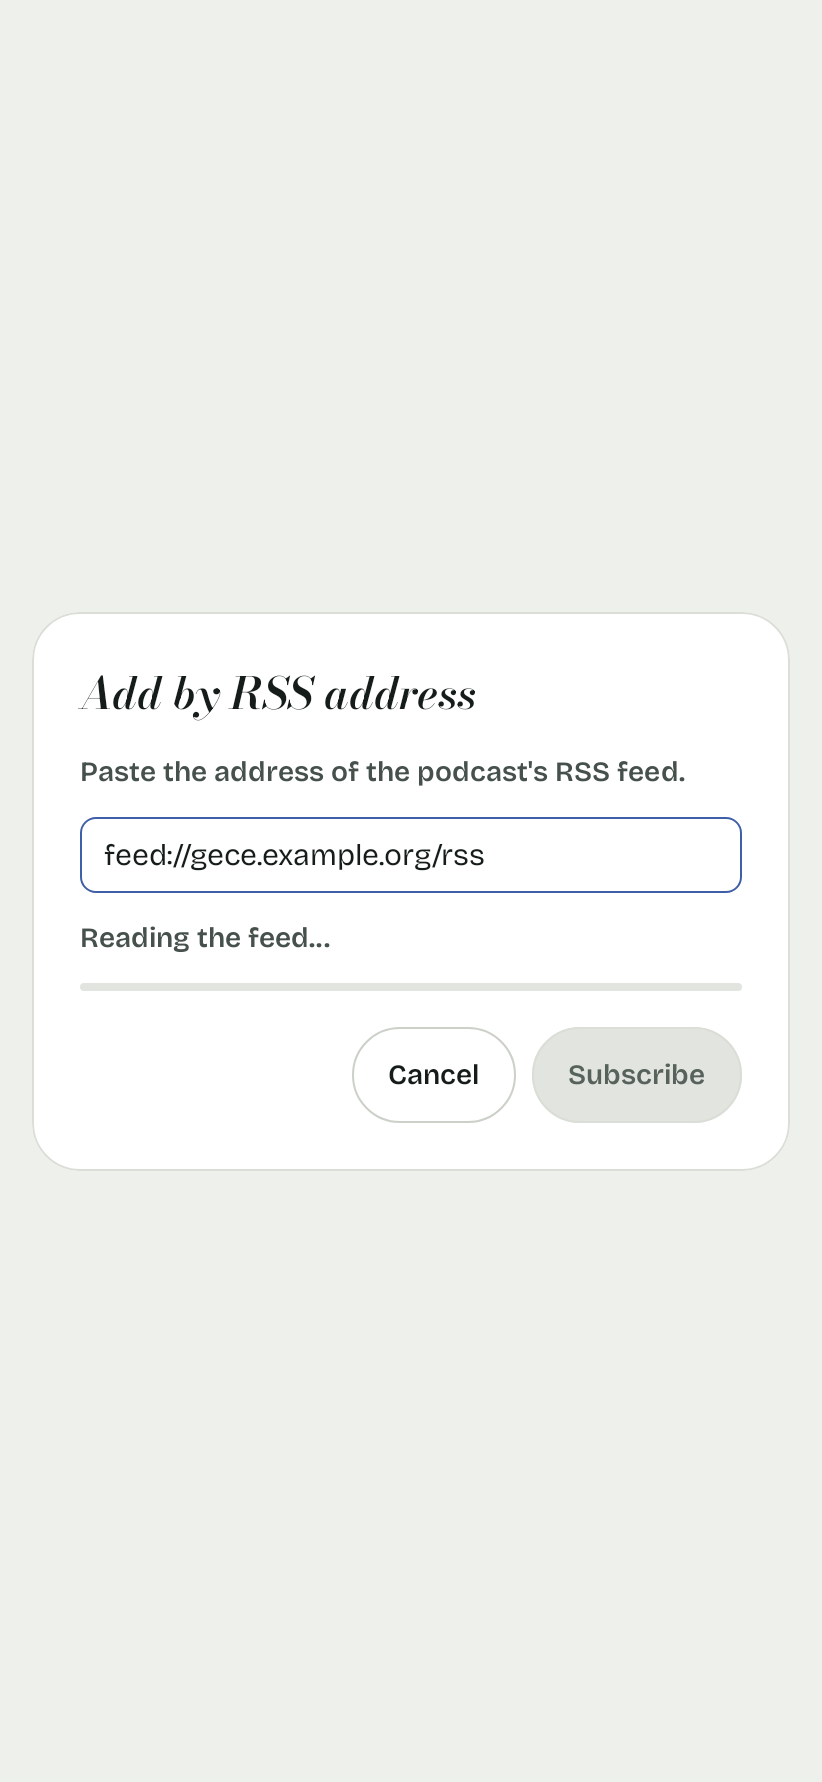 Add by RSS address
Paste the address of the podcast's RSS feed.
feed://gece.example.org/rss
Reading the feed...
Cancel
Subscribe